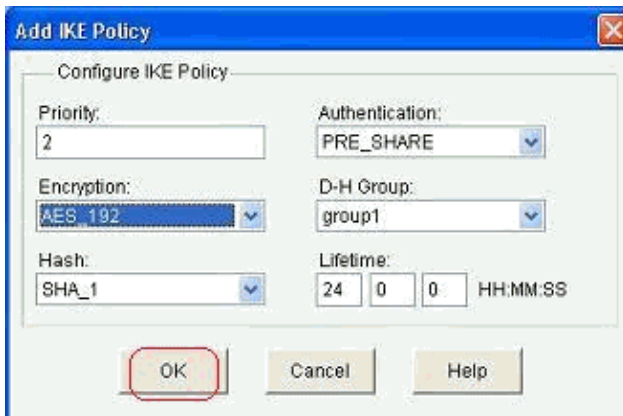 Add IKE Policy
Configure IKE Policy
Priority:
2
Authentication:
PRE_SHARE
Encryption:
AES_192
D-H Group:
group1
Hash:
SHA_1
Lifetime:
24 0 0 HH:MM:SS
OK Cancel Help